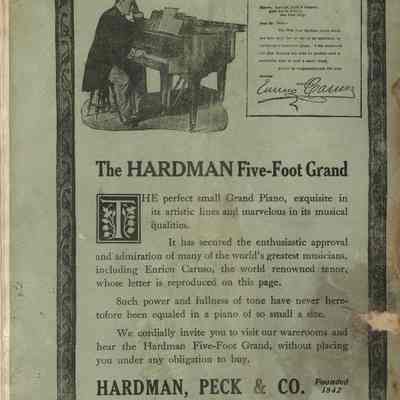 Enrico Caruso
The HARDMAN Five-Foot Grand
THE perfect small Grand Piano, exquisite in
its artistic lines and marvelous in its musical
qualities.
It has secured the enthusiastic approval
and admiration of many of the world's greatest musicians,
including Enrico Caruso, the world renowned tenor,
whose letter is reproduced on this page.
Such power and fullness of tone have never here-
tofore been equaled in a piano of so small a size.
We cordially invite you to visit our warerooms and
hear the Hardman Five-Foot Grand, without placing
you under any obligation to buy.
HARDMAN, PECK & CO. Founded
1842